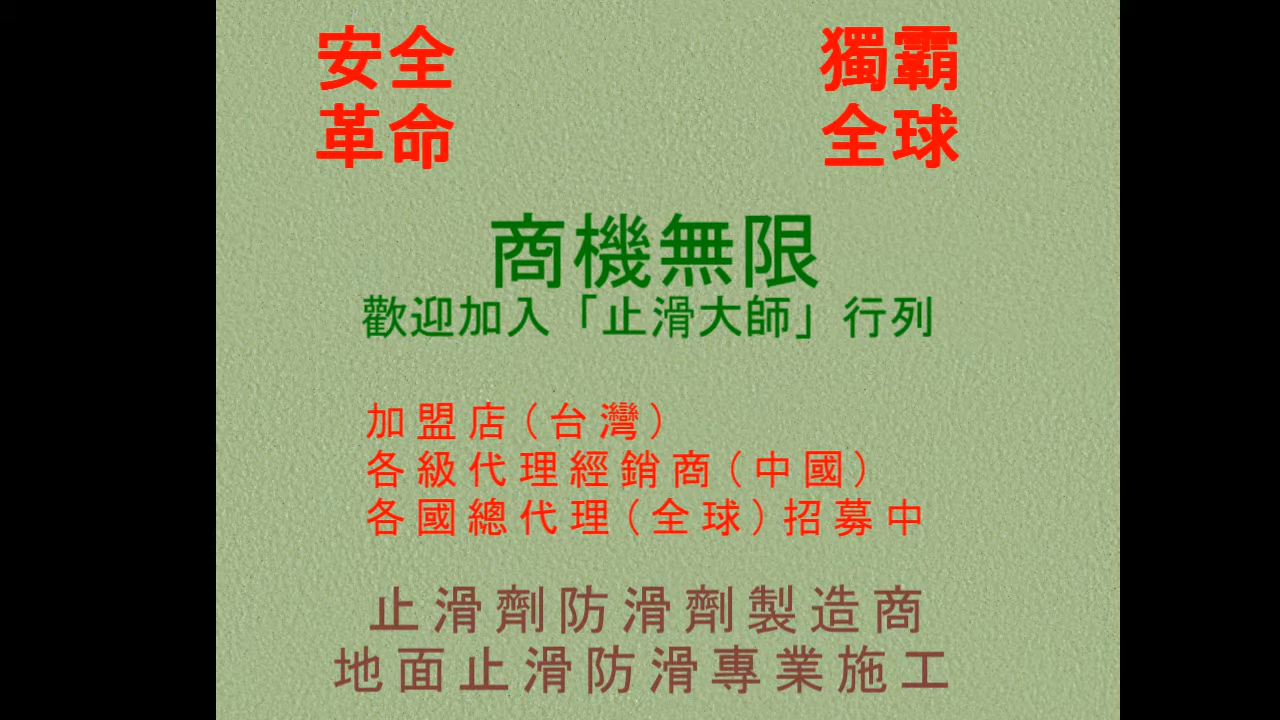 安全
革命
獨霸
全球
商機無限
歡迎加入「止滑大師」行列
加盟店(台灣)
各級代理經銷商(中國)
各國總代理(全球)招募中
止滑劑防滑劑製造商
地面止滑防滑專業施工